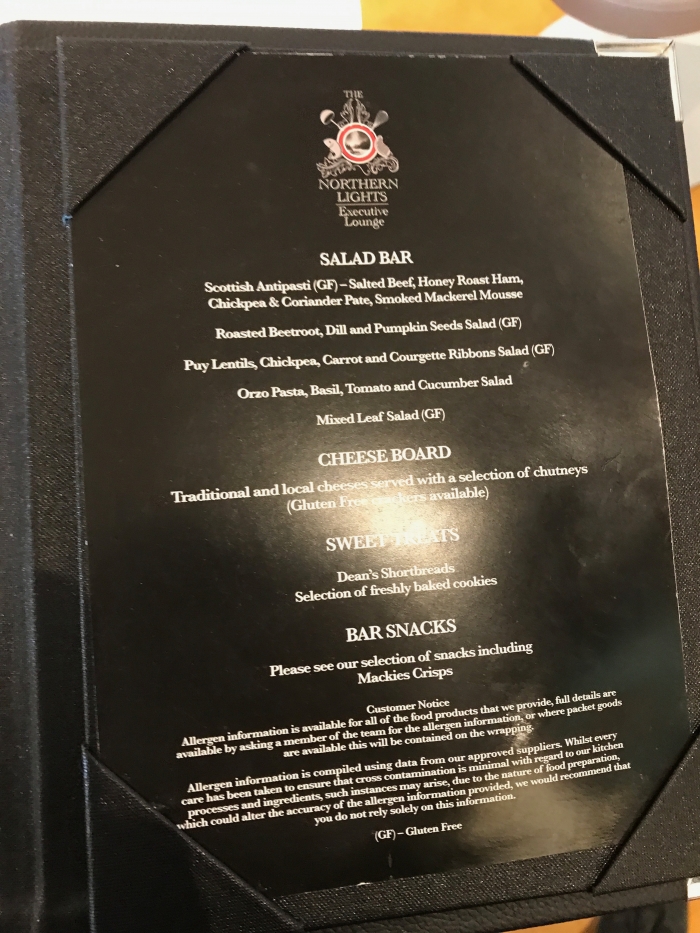 THE
NORTHERN
LIGHTS
Executive
Lounge
SALAD BAR
Scottish Antipasti (GF) – Salted Beef, Honey Roast Ham,
Chickpea & Coriander Pate, Smoked Mackerel Mousse
Roasted Beetroot, Dill and Pumpkin Seeds Salad (GF)
Puy Lentils, Chickpea, Carrot and Courgette Ribbons Salad (GF)
Orzo Pasta, Basil, Tomato and Cucumber Salad
Mixed Leaf Salad (GF)
CHEESE BOARD
Traditional and local cheeses served with a selection of chutneys
(Gluten Free crackers available)
SWEET TREATS
Dean's Shortbreads
Selection of freshly baked cookies
BAR SNACKS
Please see our selection of snacks including
Mackies Crisps
Customer Notice
Allergen information is available for all of the food products that we provide, full details are
available by asking a member of the team for the allergen information, or where packet goods
are available this will be contained on the wrapping.
Allergen information is compiled using data from our approved suppliers. Whilst every
care has been taken to ensure that cross contamination is minimal with regard to our kitchen
processes and ingredients, such instances may arise, due to the nature of food preparation,
which could alter the accuracy of the allergen information provided, we would recommend that
you do not rely solely on this information.
(GF) – Gluten Free